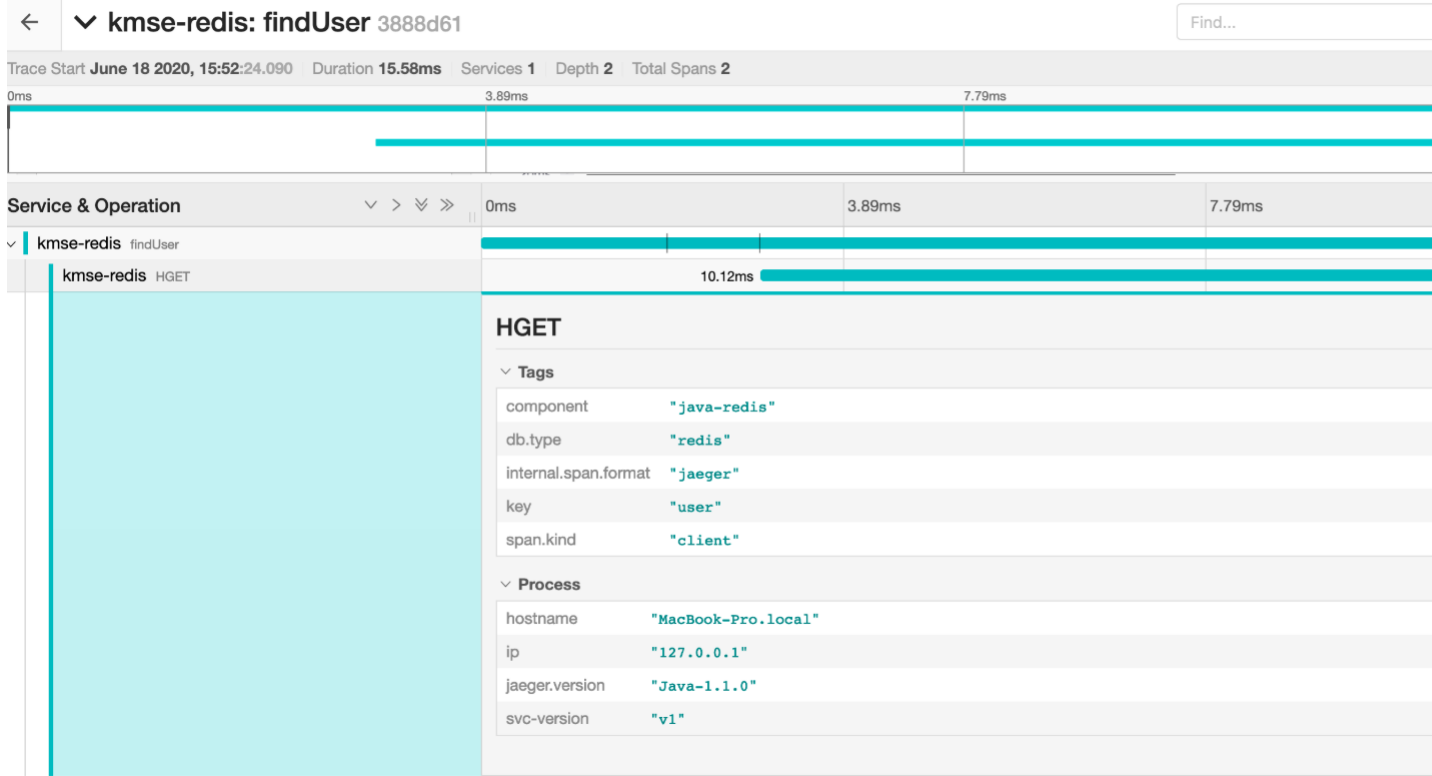 kmse-redis: findUser 3888d61
Find...
Trace Start June 18 2020, 15:52:24.090 Duration 15.58ms Services 1 Depth 2 Total Spans 2
0ms 3.89ms 7.79ms
Service & Operation 0ms 3.89ms 7.79ms
kmse-redis findUser
kmse-redis HGET 10.12ms
HGET
Tags
component "java-redis"
db.type "redis"
internal.span.format "jaeger"
key "user"
span.kind "client"
Process
hostname "MacBook-Pro.local"
ip "127.0.0.1"
jaeger.version "Java-1.1.0"
svc-version "v1"